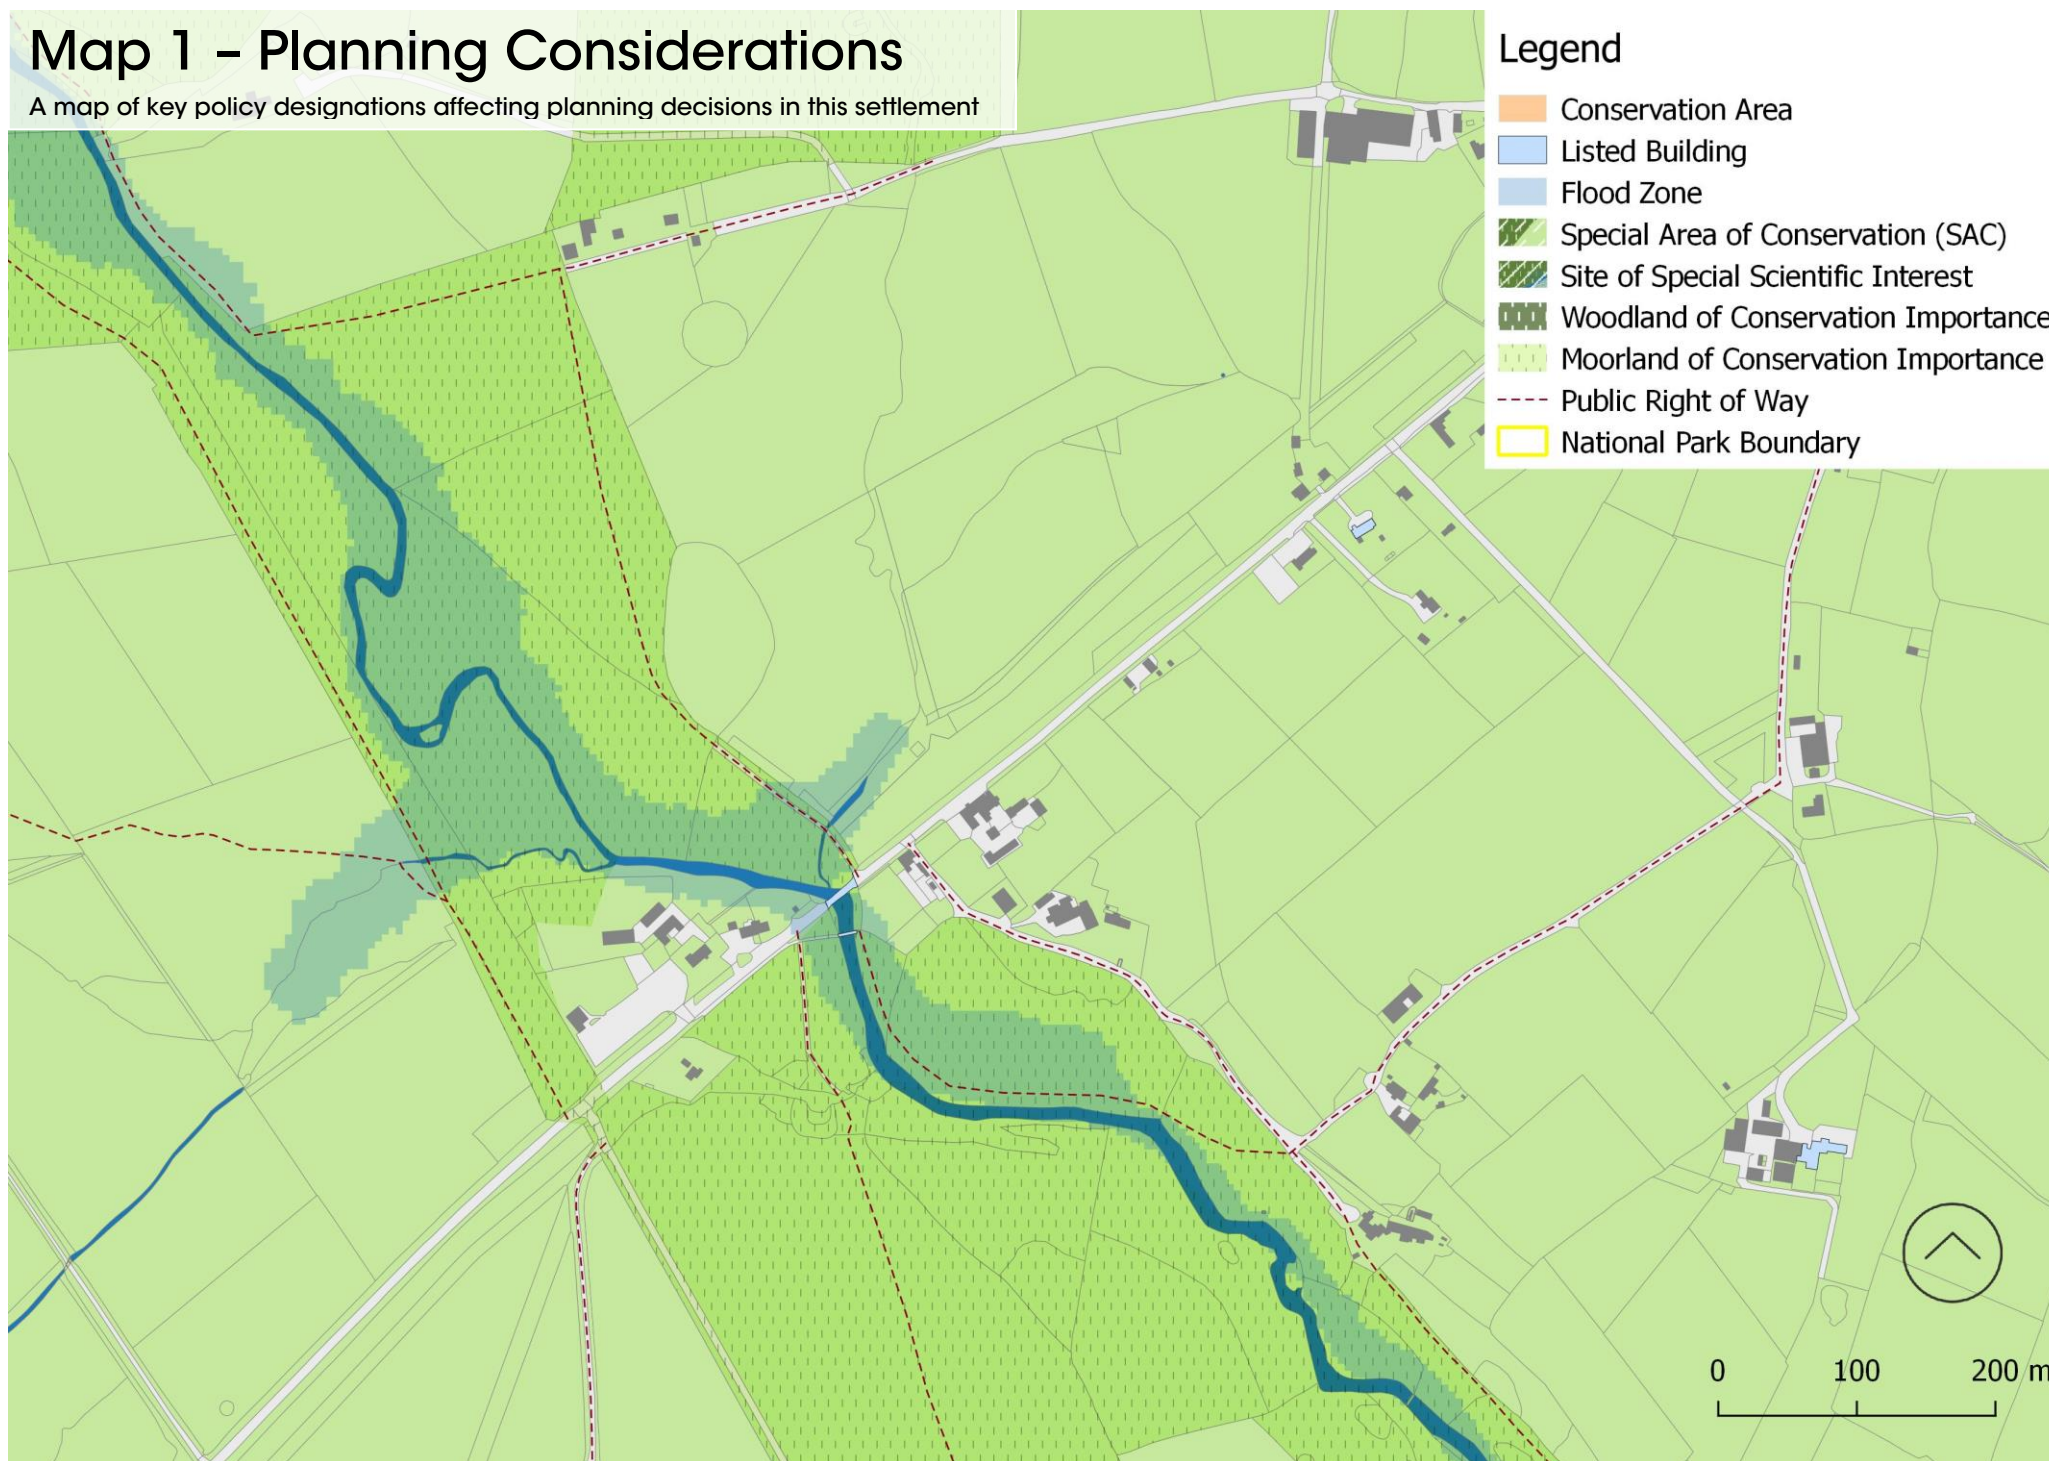 Map 1 – Planning Considerations
A map of key policy designations affecting planning decisions in this settlement
Legend
Conservation Area
Listed Building
Flood Zone
Special Area of Conservation (SAC)
Site of Special Scientific Interest
Woodland of Conservation Importance
Moorland of Conservation Importance
Public Right of Way
National Park Boundary
0 100 200 m